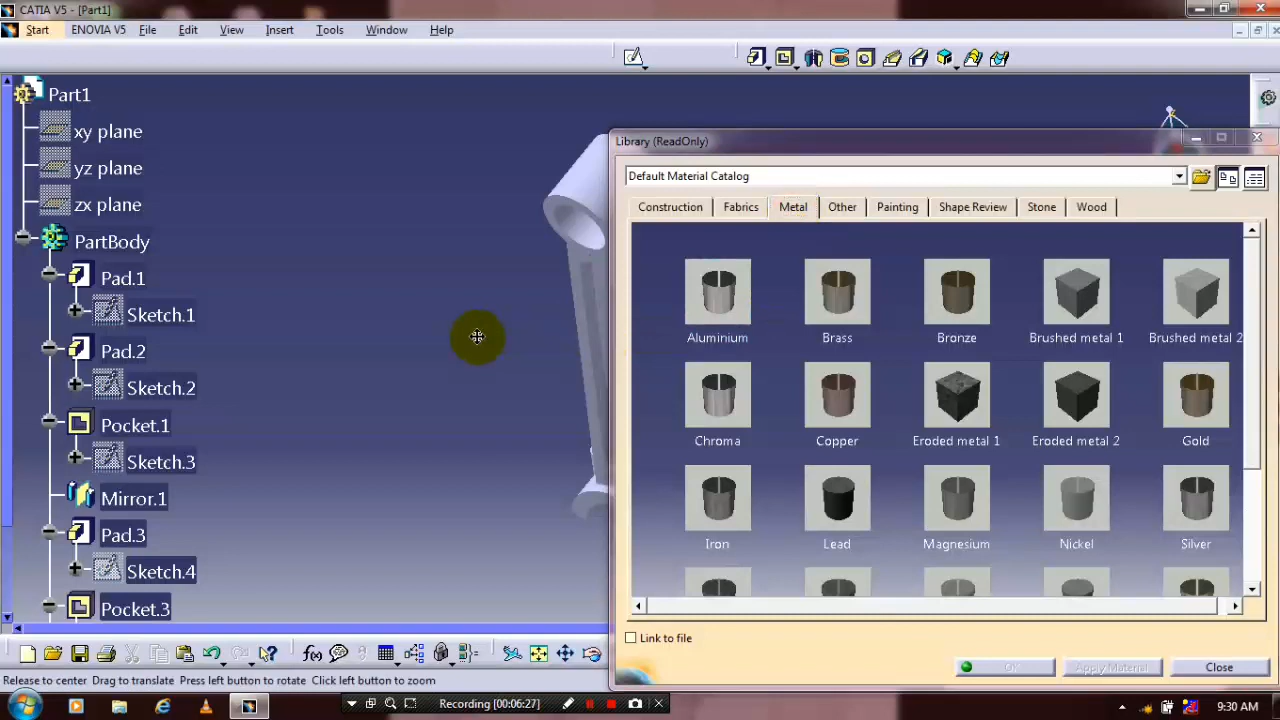 CATIA V5 - [Part1]
Start ENOVIA V5 File Edit View Insert Tools Window Help
Part1
xy plane
yz plane
zx plane
PartBody
Pad.1
Sketch.1
Pad.2
Sketch.2
Pocket.1
Sketch.3
Mirror.1
Pad.3
Sketch.4
Pocket.3
Library (ReadOnly)
Default Material Catalog
Construction Fabrics Metal Other Painting Shape Review Stone Wood
Aluminium Brass Bronze Brushed metal 1 Brushed metal 2
Chroma Copper Eroded metal 1 Eroded metal 2 Gold
Iron Lead Magnesium Nickel Silver
Link to file
OK Apply Material Close
Release to center Drag to translate Press left button to rotate Click left button to zoom
Recording [00:06:27]
9:30 AM